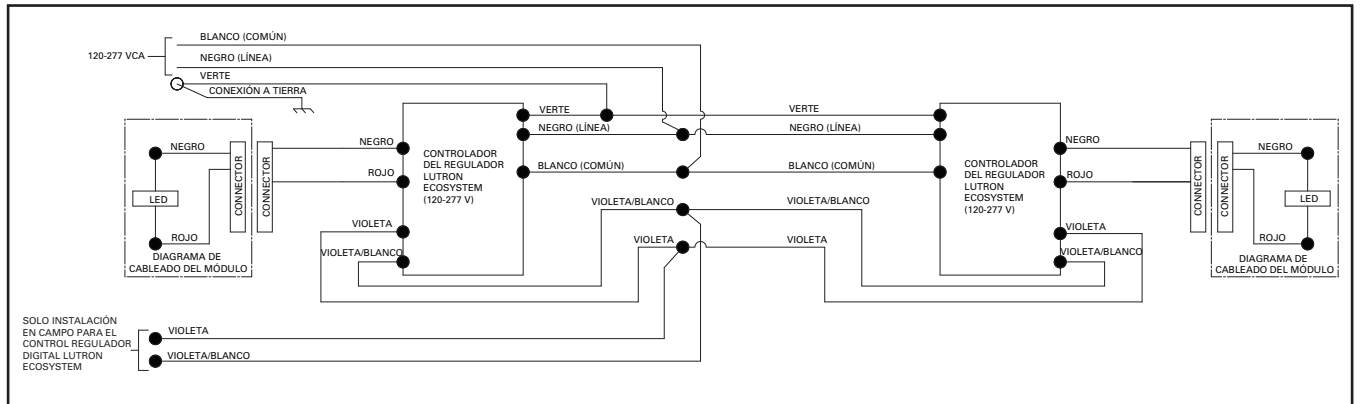 BLANCO (COMÚN)
120-277 VCA
NEGRO (LÍNEA)
VERTE
CONEXIÓN A TIERRA
VERTE
VERTE
NEGRO (LÍNEA)
NEGRO (LÍNEA)
BLANCO (COMÚN)
BLANCO (COMÚN)
NEGRO
CONNECTOR
CONNECTOR
LED
ROJO
DIAGRAMA DE
CABLEADO DEL MÓDULO
NEGRO
ROJO
CONTROLADOR
DEL REGULADOR
LUTRON
ECOSYSTEM
(120-277 V)
VIOLETA
VIOLETA/BLANCO
VIOLETA/BLANCO
VIOLETA/BLANCO
VIOLETA
VIOLETA
CONTROLADOR
DEL REGULADOR
LUTRON
ECOSYSTEM
(120-277 V)
NEGRO
ROJO
VIOLETA
VIOLETA/BLANCO
CONNECTOR
CONNECTOR
NEGRO
LED
ROJO
DIAGRAMA DE
CABLEADO DEL MÓDULO
SOLO INSTALACIÓN
EN CAMPO PARA EL
CONTROL REGULADOR
DIGITAL LUTRON
ECOSYSTEM
VIOLETA
VIOLETA/BLANCO